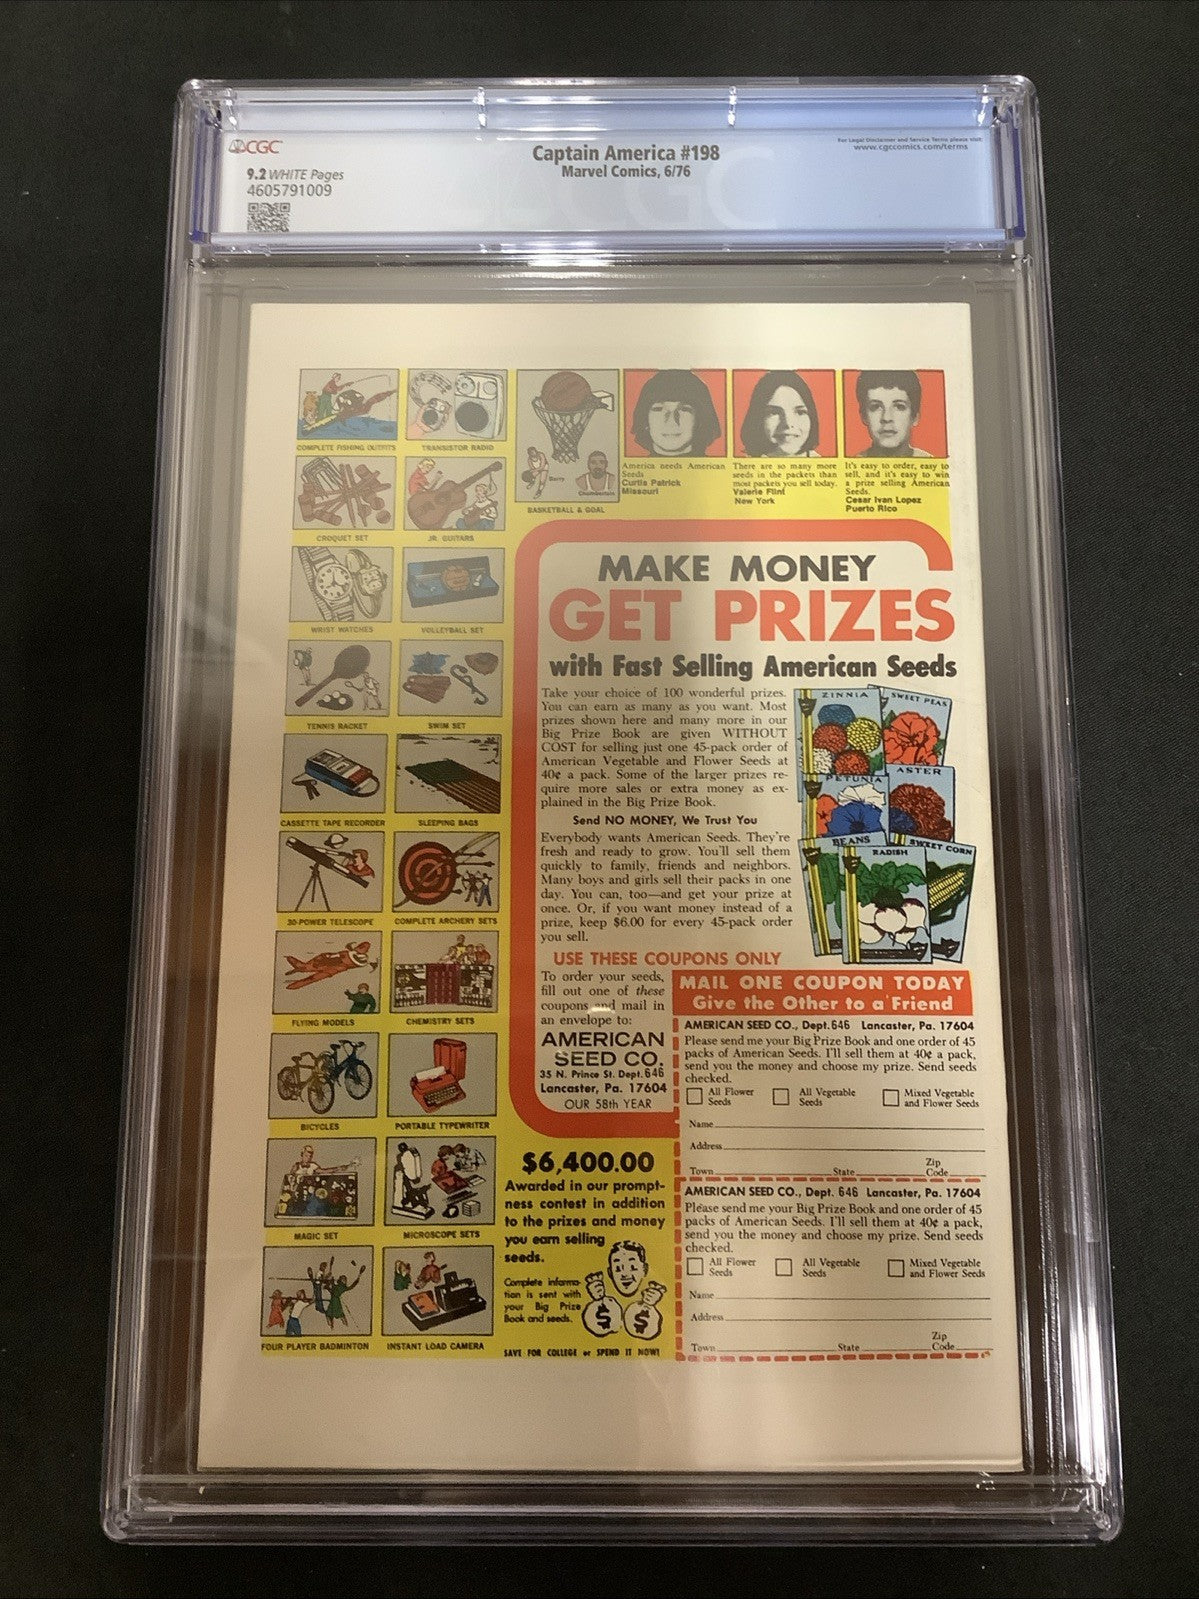 CGC
9.2 WHITE Pages
4605791009
Captain America #198
Marvel Comics, 6/76
For Legal Disclaimer and Service Terms please visit:
www.cgccomics.com/terms
COMPLETE FISHING OUTFITS
TRANSISTOR RADIO
Barry
Chamberlain
BASKETBALL & GOAL
America needs American
Seeds
Curtis Patrick
Missouri
There are so many more
seeds in the packets than
most packets you sell today.
Valerie Flint
New York
It's easy to order, easy to
sell, and it's easy to win
a prize selling American
Seeds.
Cesar Ivan Lopez
Puerto Rico
CROQUET SET
JR. GUITARS
WRIST WATCHES
VOLLEYBALL SET
TENNIS RACKET
SWIM SET
CASSETTE TAPE RECORDER
SLEEPING BAGS
30-POWER TELESCOPE
COMPLETE ARCHERY SETS
FLYING MODELS
CHEMISTRY SETS
BICYCLES
PORTABLE TYPEWRITER
MAGIC SET
MICROSCOPE SETS
FOUR PLAYER BADMINTON
INSTANT LOAD CAMERA
MAKE MONEY
GET PRIZES
with Fast Selling American Seeds
Take your choice of 100 wonderful prizes.
You can earn as many as you want. Most
prizes shown here and many more in our
Big Prize Book are given WITHOUT
COST for selling just one 45-pack order of
American Vegetable and Flower Seeds at
40¢ a pack. Some of the larger prizes re-
quire more sales or extra money as ex-
plained in the Big Prize Book.
Send NO MONEY, We Trust You
Everybody wants American Seeds. They're
fresh and ready to grow. You'll sell them
quickly to family, friends and neighbors.
Many boys and girls sell their packs in one
day. You can, too—and get your prize at
once. Or, if you want money instead of a
prize, keep $6.00 for every 45-pack order
you sell.
ZINNIA
SWEET PEAS
PETUNIA
ASTER
BEANS
RADISH
SWEET CORN
USE THESE COUPONS ONLY
To order your seeds,
fill out one of these
coupons and mail in
an envelope to:
AMERICAN
SEED CO.
35 N. Prince St. Dept. 646
Lancaster, Pa. 17604
OUR 58th YEAR
MAIL ONE COUPON TODAY
Give the Other to a Friend
AMERICAN SEED CO., Dept. 646 Lancaster, Pa. 17604
Please send me your Big Prize Book and one order of 45
packs of American Seeds. I'll sell them at 40¢ a pack,
send you the money and choose my prize. Send seeds
checked.
All Flower
Seeds
All Vegetable
Seeds
Mixed Vegetable
and Flower Seeds
Name
Address
Town State Zip
Code
AMERICAN SEED CO., Dept. 646 Lancaster, Pa. 17604
Please send me your Big Prize Book and one order of 45
packs of American Seeds. I'll sell them at 40¢ a pack,
send you the money and choose my prize. Send seeds
checked.
All Flower
Seeds
All Vegetable
Seeds
Mixed Vegetable
and Flower Seeds
Name
Address
Town State Zip
Code
$6,400.00
Awarded in our prompt-
ness contest in addition
to the prizes and money
you earn selling
seeds.
Complete informa-
tion is sent with
your Big Prize
Book and seeds.
$ $
SAVE FOR COLLEGE or SPEND IT NOW!